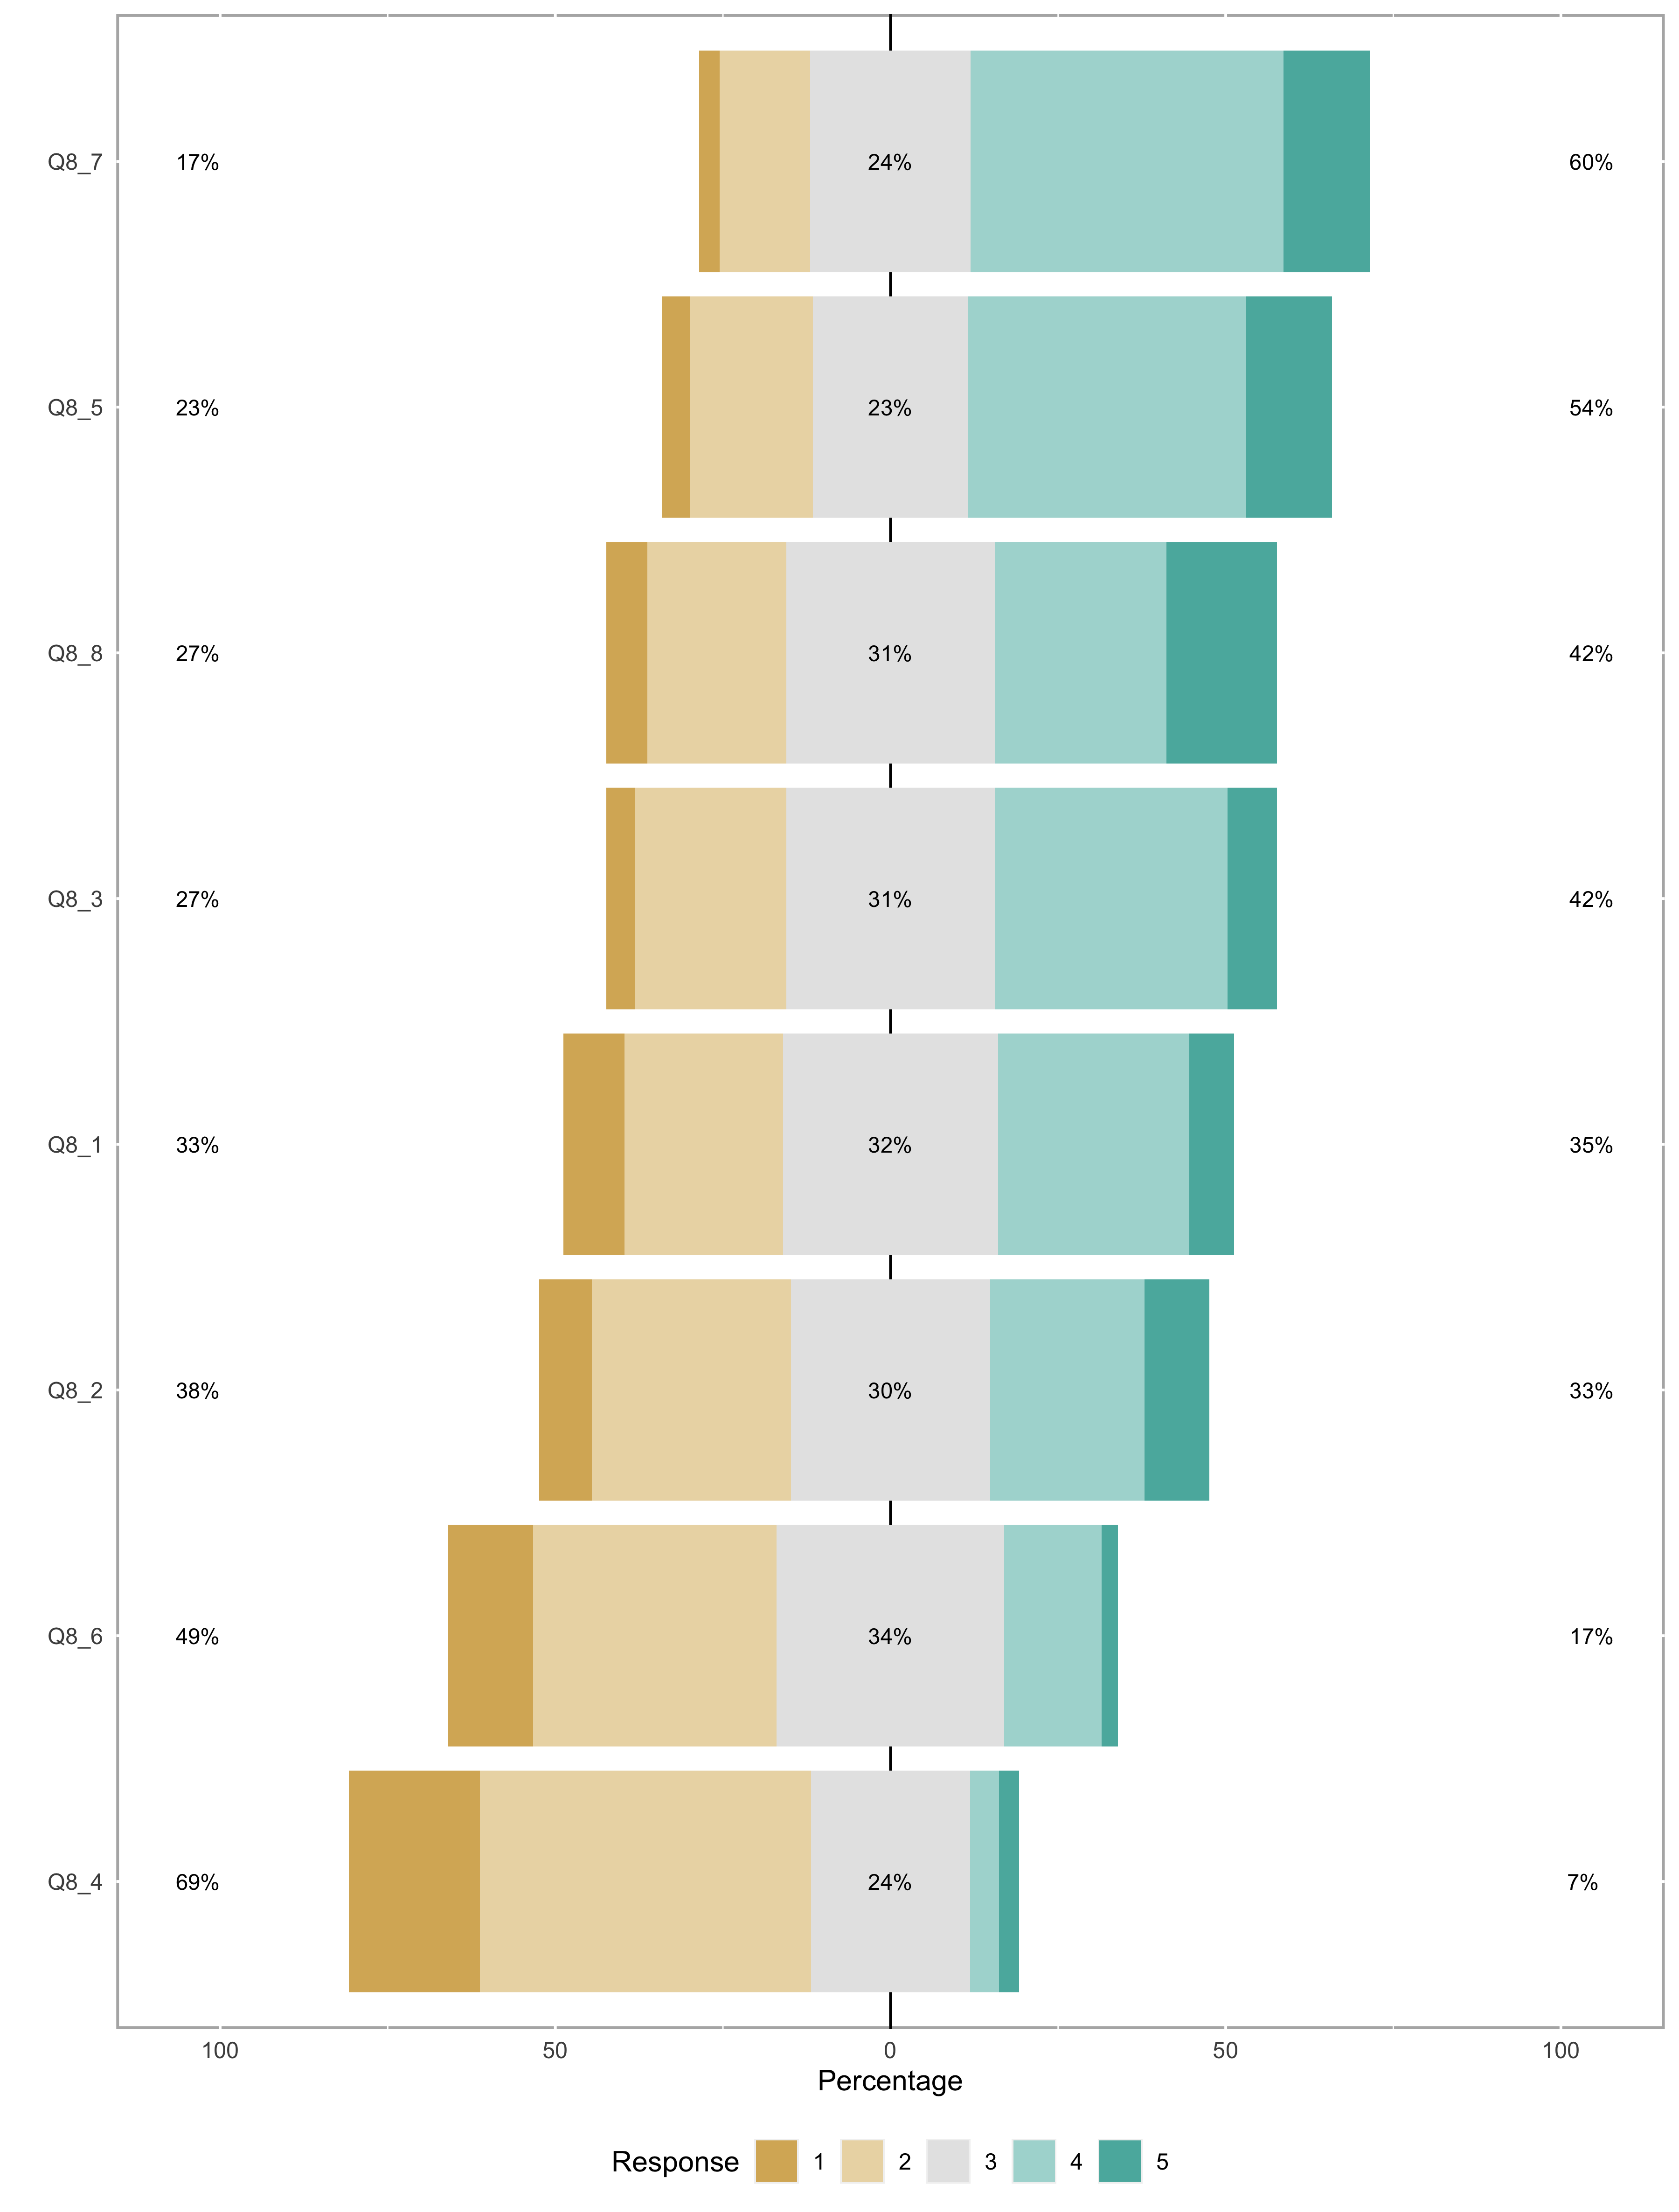 Q8_7 17% 24% 60%
Q8_5 23% 23% 54%
Q8_8 27% 31% 42%
Q8_3 27% 31% 42%
Q8_1 33% 32% 35%
Q8_2 38% 30% 33%
Q8_6 49% 34% 17%
Q8_4 69% 24% 7%
100 50 0 50 100
Percentage
Response 1 2 3 4 5